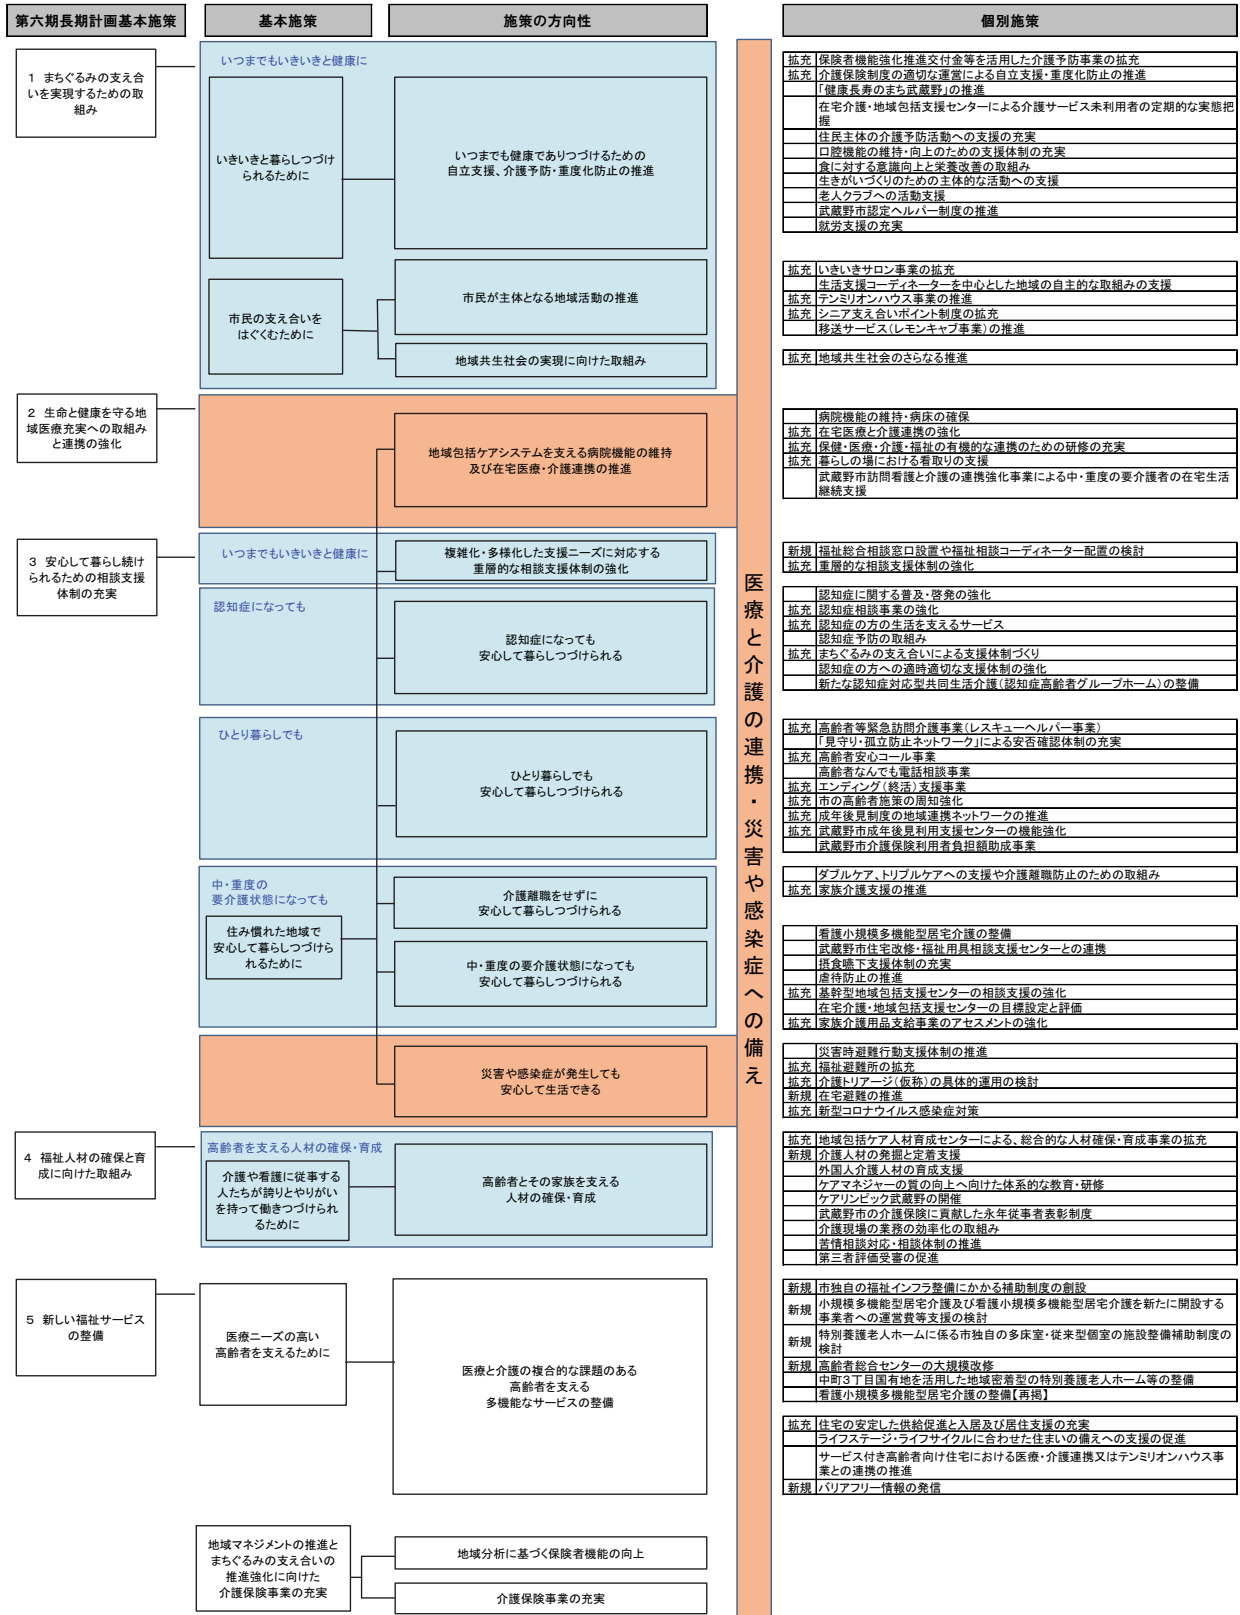 第六期長期計画基本施策
基本施策
施策の方向性
個別施策
1 まちぐるみの支え合
いを実現するための取
組み
いつまでもいきいきと健康に
いきいきと暮らしつづけ
られるために
いつまでも健康でありつづけるための
自立支援、介護予防・重度化防止の推進
拡充 保険者機能強化推進交付金等を活用した介護予防事業の拡充
拡充 介護保険制度の適切な運営による自立支援・重度化防止の推進
「健康長寿のまち武蔵野」の推進
在宅介護・地域包括支援センターによる介護サービス未利用者の定期的な実態把
握
住民主体の介護予防活動への支援の充実
口腔機能の維持・向上のための支援体制の充実
食に対する意識向上と栄養改善の取組み
生きがいづくりのための主体的な活動への支援
老人クラブへの活動支援
武蔵野市認定ヘルパー制度の推進
就労支援の充実
市民の支え合いを
はぐくむために
市民が主体となる地域活動の推進
拡充 いきいきサロン事業の拡充
生活支援コーディネーターを中心とした地域の自主的な取組みの支援
拡充 テンミリオンハウス事業の推進
拡充 シニア支え合いポイント制度の拡充
移送サービス(レモンキャブ事業)の推進
地域共生社会の実現に向けた取組み
拡充 地域共生社会のさらなる推進
2 生命と健康を守る地
域医療充実への取組み
と連携の強化
地域包括ケアシステムを支える病院機能の維持
及び在宅医療・介護連携の推進
病院機能の維持・病床の確保
拡充 在宅医療と介護連携の強化
拡充 保健・医療・介護・福祉の有機的な連携のための研修の充実
拡充 暮らしの場における看取りの支援
武蔵野市訪問看護と介護の連携強化事業による中・重度の要介護者の在宅生活
継続支援
3 安心して暮らし続け
られるための相談支援
体制の充実
いつまでもいきいきと健康に
複雑化・多様化した支援ニーズに対応する
重層的な相談支援体制の強化
新規 福祉総合相談窓口設置や福祉相談コーディネーター配置の検討
拡充 重層的な相談支援体制の強化
認知症になっても
認知症になっても
安心して暮らしつづけられる
認知症に関する普及・啓発の強化
拡充 認知症相談事業の強化
拡充 認知症の方の生活を支えるサービス
認知症予防の取組み
拡充 まちぐるみの支え合いによる支援体制づくり
認知症の方への適時適切な支援体制の強化
新たな認知症対応型共同生活介護(認知症高齢者グループホーム)の整備
ひとり暮らしでも
ひとり暮らしでも
安心して暮らしつづけられる
拡充 高齢者等緊急訪問介護事業(レスキューヘルパー事業)
「見守り・孤立防止ネットワーク」による安否確認体制の充実
拡充 高齢者安心コール事業
高齢者なんでも電話相談事業
拡充 エンディング(終活)支援事業
拡充 市の高齢者施策の周知強化
拡充 成年後見制度の地域連携ネットワークの推進
拡充 武蔵野市成年後見利用支援センターの機能強化
武蔵野市介護保険利用者負担額助成事業
中・重度の
要介護状態になっても
住み慣れた地域で
安心して暮らしつづけら
れるために
介護離職をせずに
安心して暮らしつづけられる
ダブルケア、トリプルケアへの支援や介護離職防止のための取組み
拡充 家族介護支援の推進
中・重度の要介護状態になっても
安心して暮らしつづけられる
看護小規模多機能型居宅介護の整備
武蔵野市住宅改修・福祉用具相談支援センターとの連携
摂食嚥下支援体制の充実
虐待防止の推進
拡充 基幹型地域包括支援センターの相談支援の強化
在宅介護・地域包括支援センターの目標設定と評価
拡充 家族介護用品支給事業のアセスメントの強化
災害や感染症が発生しても
安心して生活できる
災害時避難行動支援体制の推進
拡充 福祉避難所の拡充
拡充 介護トリアージ(仮称)の具体的運用の検討
新規 在宅避難の推進
拡充 新型コロナウイルス感染症対策
医療と介護の連携・災害や感染症への備え
4 福祉人材の確保と育
成に向けた取組み
高齢者を支える人材の確保・育成
介護や看護に従事する
人たちが誇りとやりがい
を持って働きつづけられ
るために
高齢者とその家族を支える
人材の確保・育成
拡充 地域包括ケア人材育成センターによる、総合的な人材確保・育成事業の拡充
新規 介護人材の発掘と定着支援
外国人介護人材の育成支援
ケアマネジャーの質の向上へ向けた体系的な教育・研修
ケアリンピック武蔵野の開催
武蔵野市の介護保険に貢献した永年従事者表彰制度
介護現場の業務の効率化の取組み
苦情相談対応・相談体制の推進
第三者評価受審の促進
5 新しい福祉サービス
の整備
医療ニーズの高い
高齢者を支えるために
医療と介護の複合的な課題のある
高齢者を支える
多機能なサービスの整備
新規 市独自の福祉インフラ整備にかかる補助制度の創設
新規 小規模多機能型居宅介護及び看護小規模多機能型居宅介護を新たに開設する
事業者への運営費等支援の検討
新規 特別養護老人ホームに係る市独自の多床室・従来型個室の施設整備補助制度の
検討
新規 高齢者総合センターの大規模改修
中町3丁目国有地を活用した地域密着型の特別養護老人ホーム等の整備
看護小規模多機能型居宅介護の整備【再掲】
拡充 住宅の安定した供給促進と入居及び居住支援の充実
ライフステージ・ライフサイクルに合わせた住まいの備えへの支援の促進
サービス付き高齢者向け住宅における医療・介護連携又はテンミリオンハウス事
業との連携の推進
新規 バリアフリー情報の発信
地域マネジメントの推進と
まちぐるみの支え合いの
推進強化に向けた
介護保険事業の充実
地域分析に基づく保険者機能の向上
介護保険事業の充実